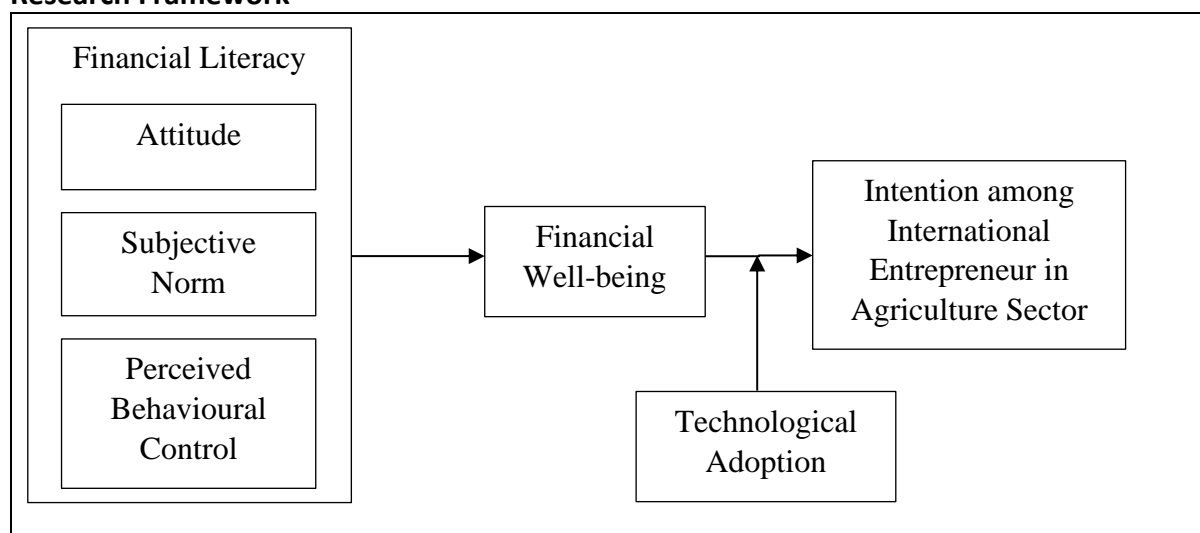 Research Framework
Financial Literacy
Attitude
Subjective
Norm
Perceived
Behavioural
Control
Financial
Well-being
Intention among
International
Entrepreneur in
Agriculture Sector
Technological
Adoption